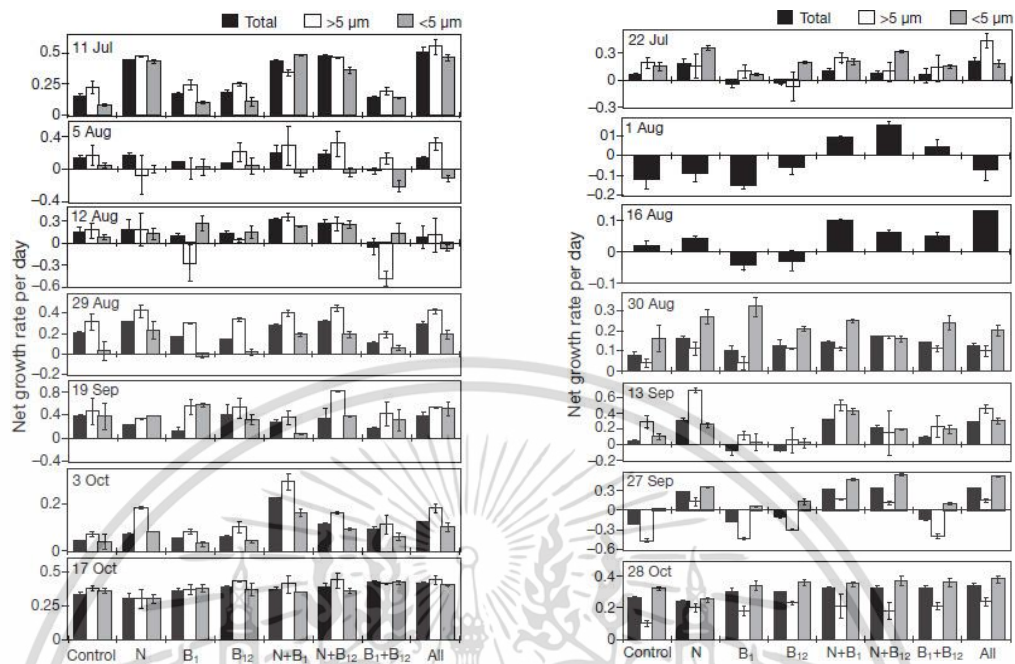 Total >5 µm <5 µm
Net growth rate per day
11 Jul
0.5
0.25
0
5 Aug
0.4
0
–0.4
12 Aug
0.3
0
–0.3
–0.6
29 Aug
0.4
0.2
0
–0.2
19 Sep
0.8
0.4
0
–0.4
3 Oct
0.2
0
17 Oct
0.5
0.25
0
Control N B1 B12 N+B1 N+B12 B1+B12 All
Total >5 µm <5 µm
Net growth rate per day
22 Jul
0.3
0
–0.3
1 Aug
01
0
–0.1
–0.2
16 Aug
0.1
0
–0.1
30 Aug
0.3
0.2
0.1
0
13 Sep
0.6
0.4
0.2
0
–0.2
27 Sep
0.3
0
–0.3
–0.6
28 Oct
0.4
0.2
0
Control N B1 B12 N+B1 N+B12 B1+B12 All